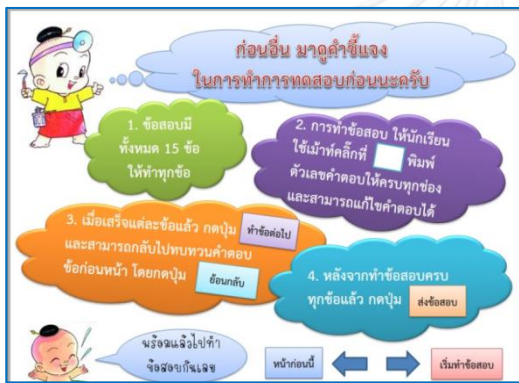 ก่อนอื่น มาดูคำชี้แจง
ในการทำการทดสอบก่อนนะครับ
1. ข้อสอบมี
ทั้งหมด 15 ข้อ
ให้ทำทุกข้อ
2. การทำข้อสอบ ให้นักเรียน
ใช้เม้าท์คลิ๊กที่ พิมพ์
ตัวเลขคำตอบให้ครบทุกช่อง
และสามารถแก้ไขคำตอบได้
3. เมื่อเสร็จแต่ละข้อแล้ว กดปุ่ม ทำข้อต่อไป
และสามารถกลับไปทบทวนคำตอบ
ข้อก่อนหน้า โดยกดปุ่ม ย้อนกลับ
4. หลังจากทำข้อสอบครบ
ทุกข้อแล้ว กดปุ่ม ส่งข้อสอบ
พร้อมแล้วไปทำ
ข้อสอบกันเลย
หน้าก่อนนี้ เริ่มทำข้อสอบ